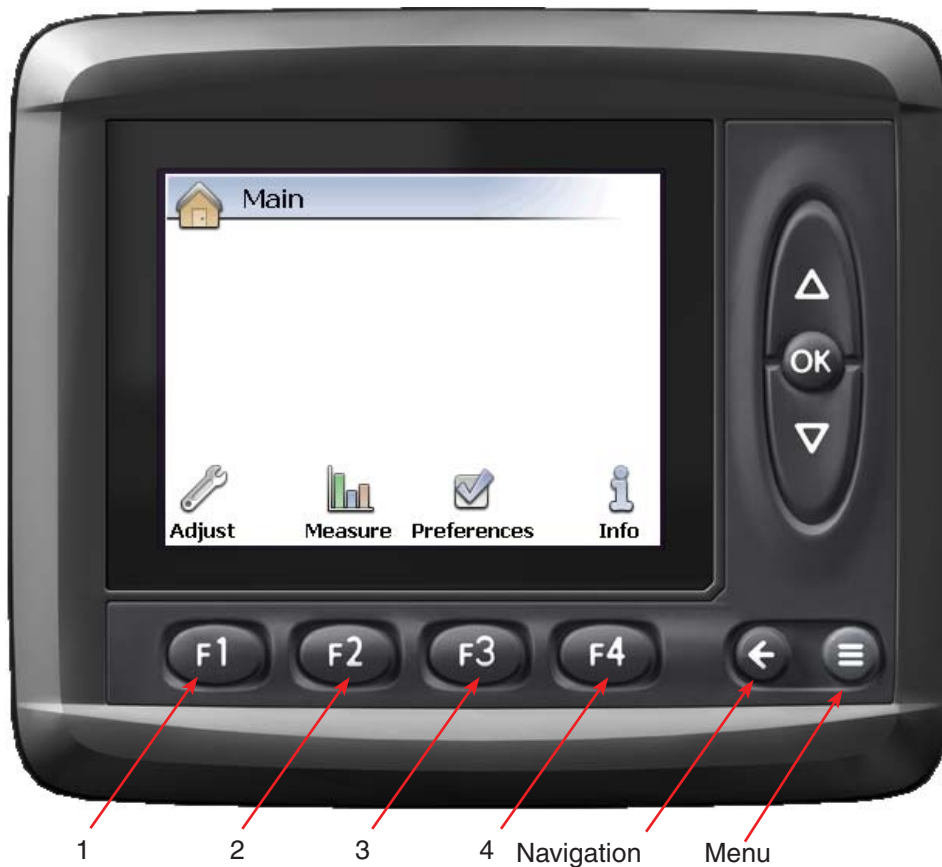 Main
OK
Adjust Measure Preferences Info
F1 F2 F3 F4
1 2 3 4 Navigation Menu